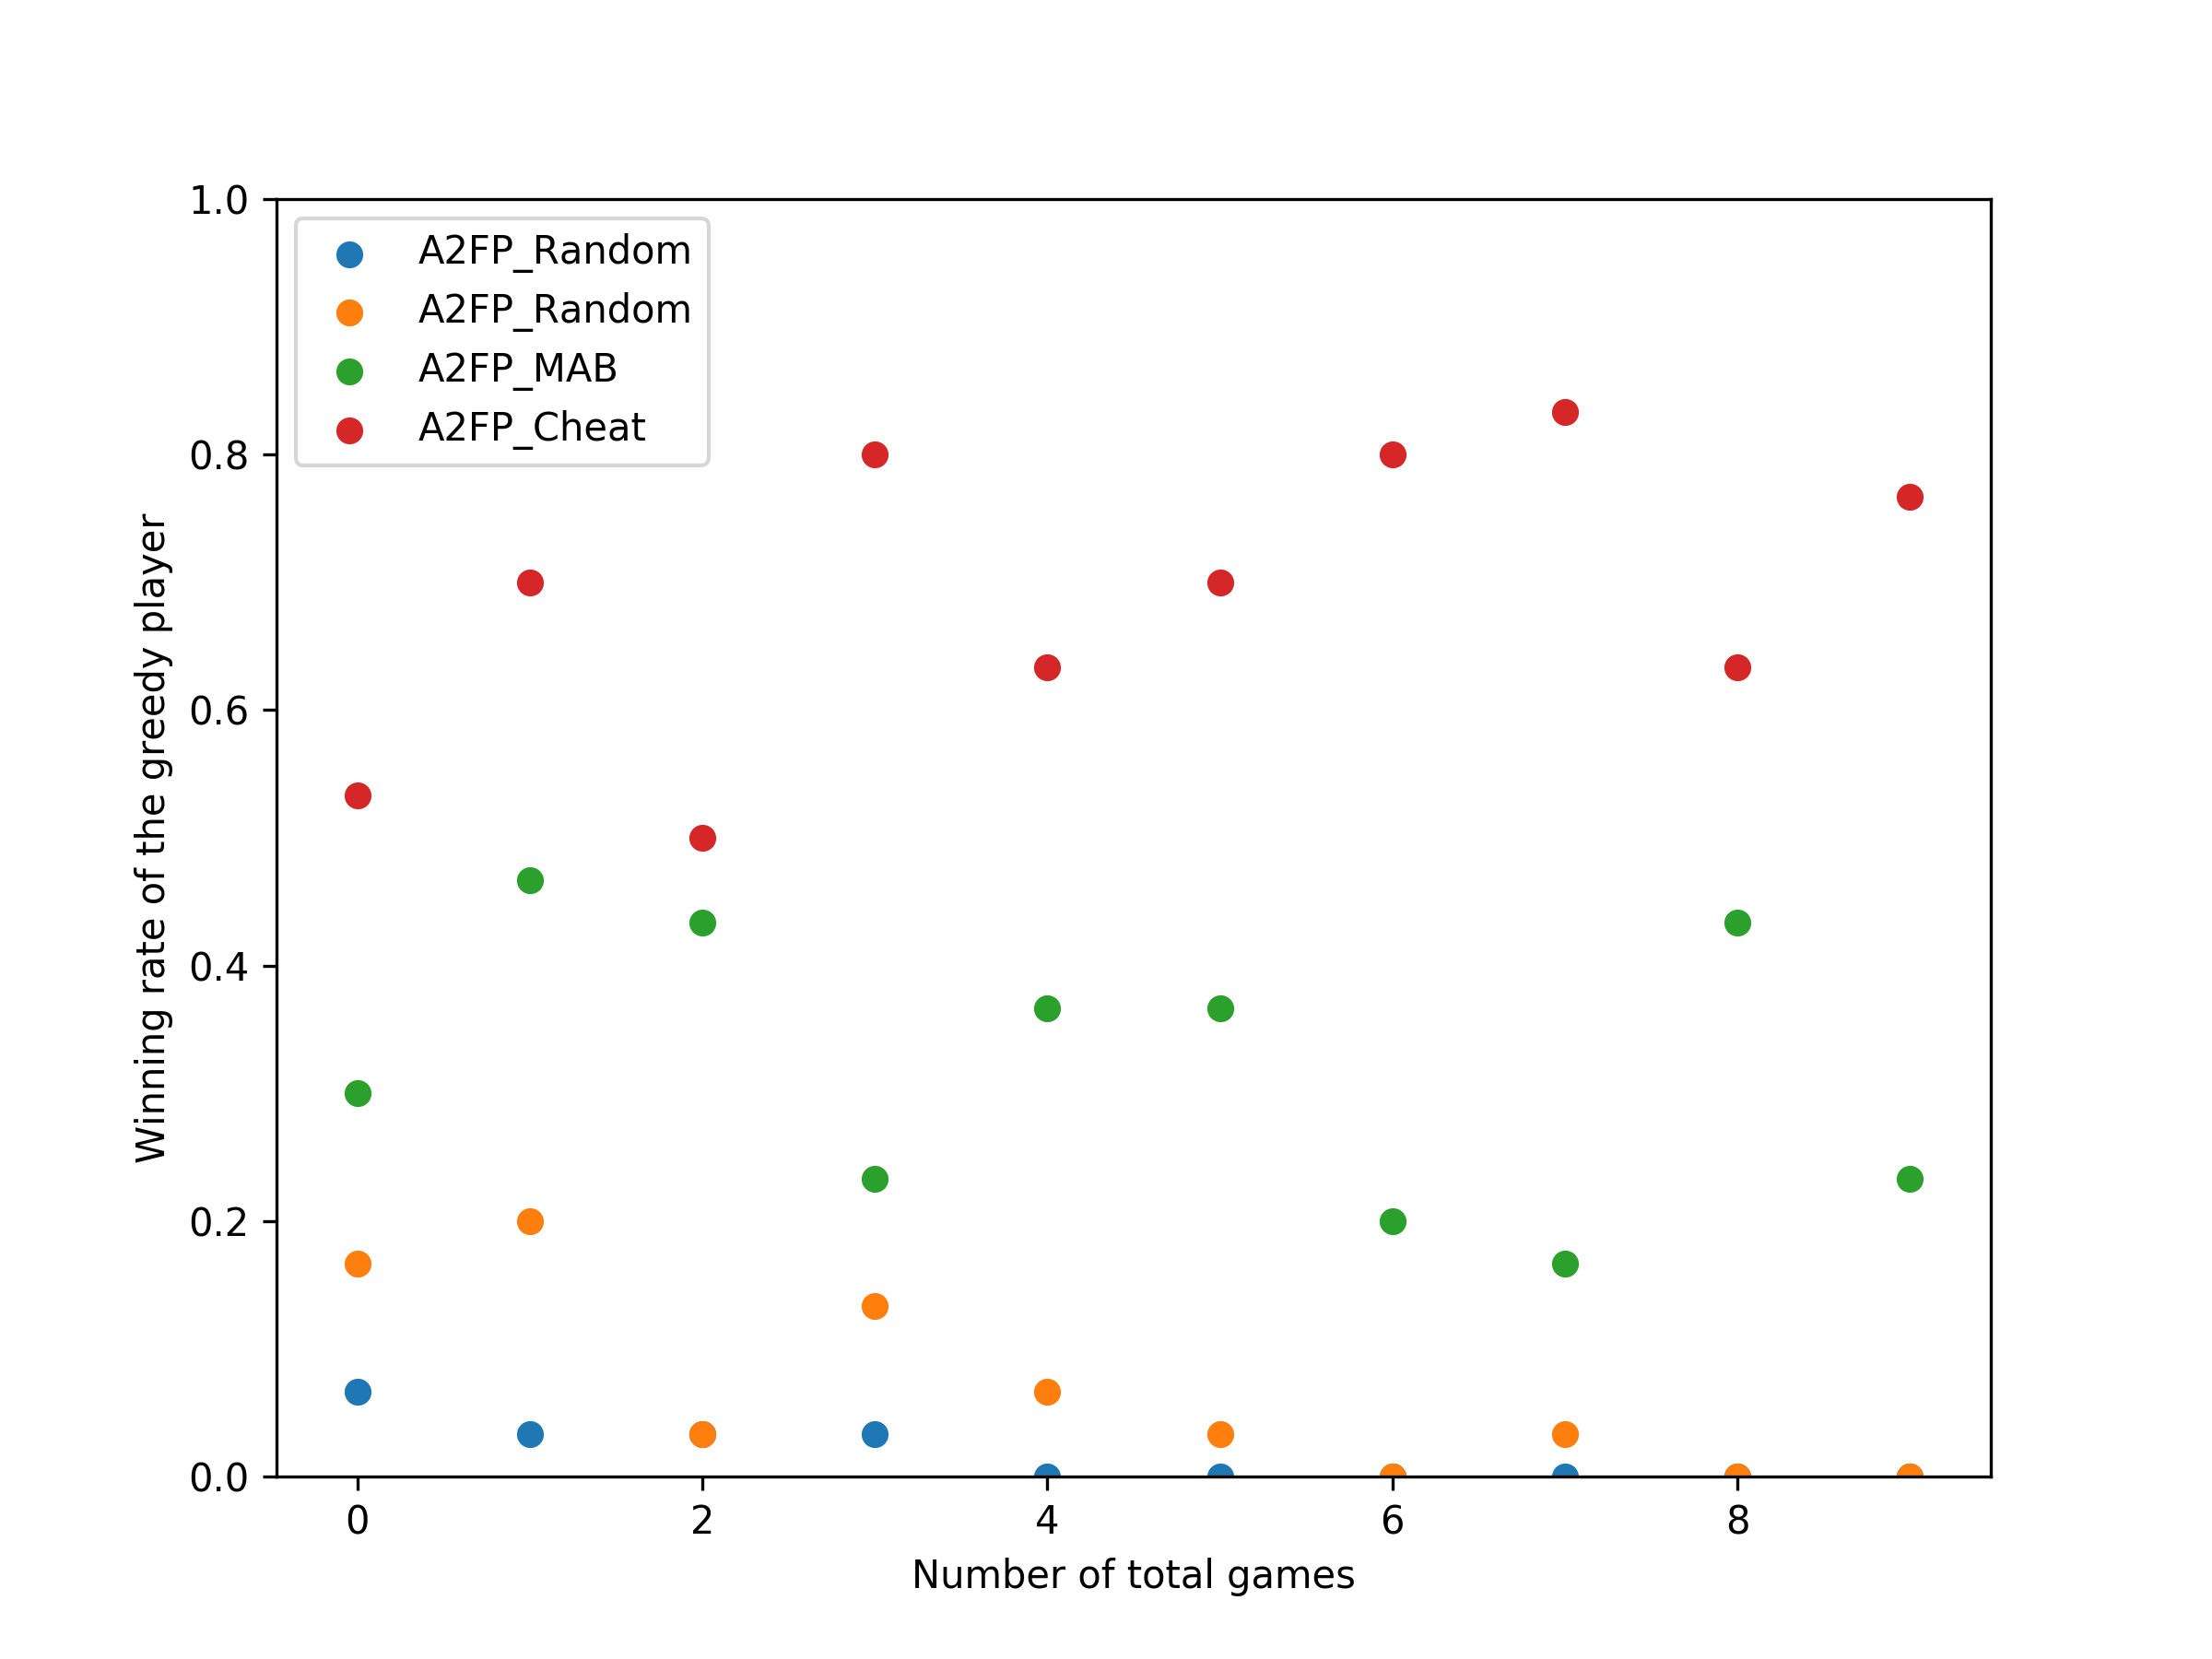 A2FP_Random
A2FP_Random
A2FP_MAB
A2FP_Cheat
Winning rate of the greedy player
1.0
0.8
0.6
0.4
0.2
0.0
0 2 4 6 8
Number of total games